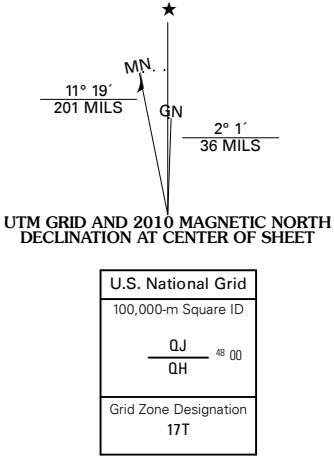 ★
MN
11° 19´
201 MILS
GN
2° 1´
36 MILS
UTM GRID AND 2010 MAGNETIC NORTH
DECLINATION AT CENTER OF SHEET
U.S. National Grid
100,000-m Square ID
QJ
48 00
QH
Grid Zone Designation
17T